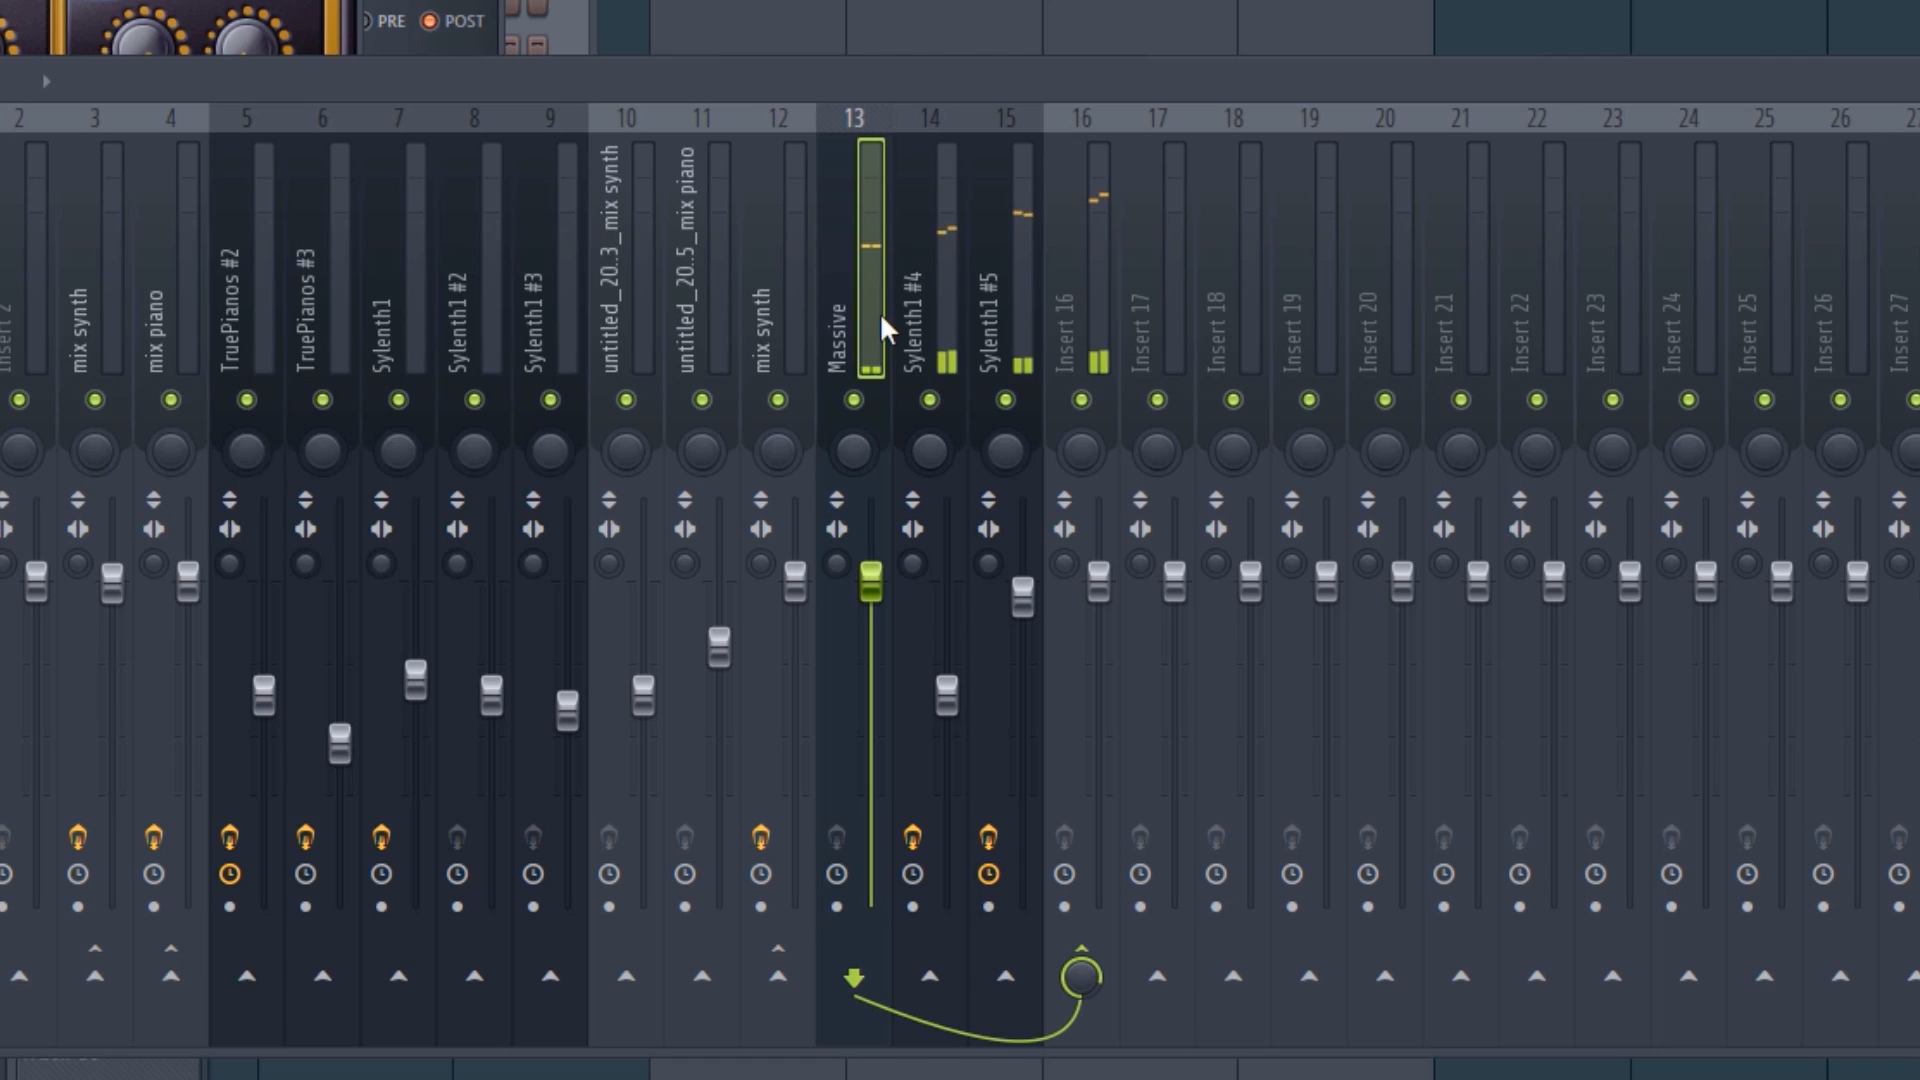 PRE POST
2 3 4 5 6 7 8 9 10 11 12 13 14 15 16 17 18 19 20 21 22 23 24 25 26
Insert 2
mix synth
mix piano
TruePianos #2
TruePianos #3
Sylenth1
Sylenth1 #2
Sylenth1 #3
untitled_20..3_mix synth
untitled_20..5_mix piano
mix synth
Massive
Sylenth1 #4
Sylenth1 #5
Insert 16
Insert 17
Insert 18
Insert 19
Insert 20
Insert 21
Insert 22
Insert 23
Insert 24
Insert 25
Insert 26
Insert 27